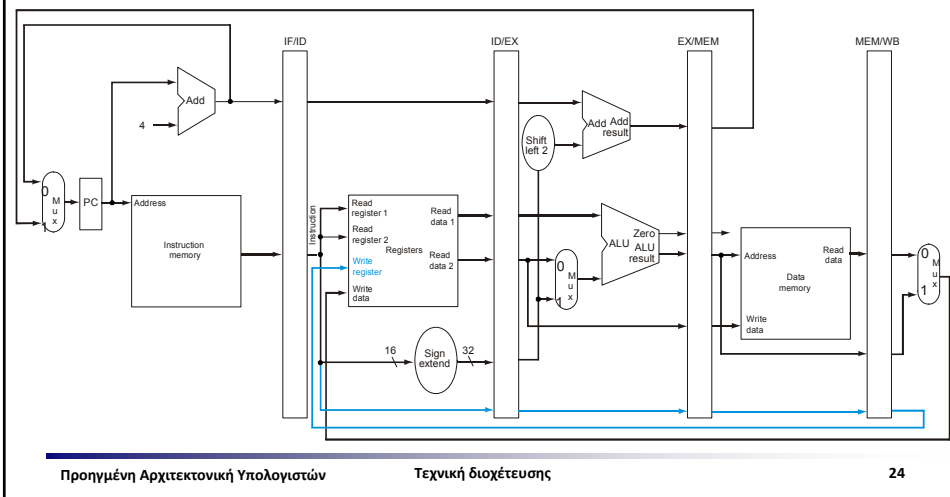 IF/ID
ID/EX
EX/MEM
MEM/WB
Add
4
Add Add
result
Shift
left 2
0
M
u
x
1
PC
Address
Instruction
memory
Instruction
Read
register 1
Read
register 2
Registers
Write
register
Write
data
Read
data 1
Read
data 2
0
M
u
x
1
Zero
ALU ALU
result
Address
Read
data
Data
memory
Write
data
0
M
u
x
1
16
Sign
extend
32
Προηγμένη Αρχιτεκτονική Υπολογιστών
Τεχνική διοχέτευσης
24